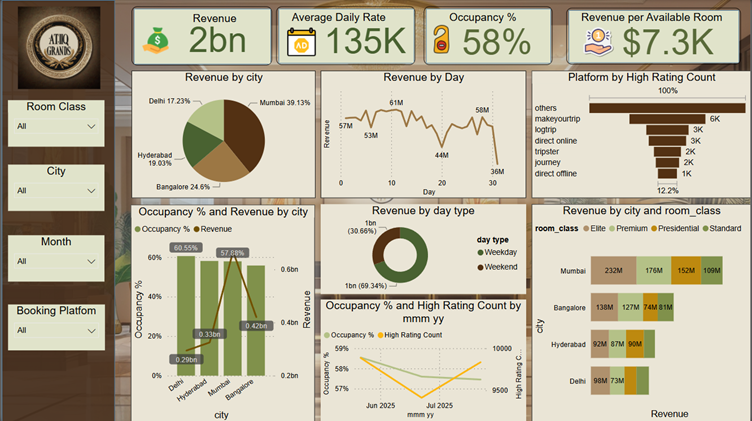 ATIQ
GRANDS
Revenue
2bn
Average Daily Rate
AD
135K
Occupancy %
58%
Revenue per Available Room
$7.3K
Room Class
All
City
All
Month
All
Booking Platfom
All
Revenue by city
Delhi 17.23%
Mumbai 39.13%
Hyderabad
19.03%
Bangalore 24.6%
Revenue by Day
Revenue
57M
53M
61M
44M
58M
36M
0
10
20
30
Day
Platform by High Rating Count
100%
others
makeyourtrip
6K
logtrip
3K
direct online
3K
tripster
2K
journey
2K
direct offline
1K
12.2%
Occupancy % and Revenue by city
Occupancy %
Revenue
60.55%
57.88%
60%
40%
20%
0%
0.6bn
0.4bn
0.2bn
0.29bn
0.33bn
0.42bn
Occupancy %
Revenue
Delhi
Hyderabad
Mumbai
Bangalore
city
Revenue by day type
1bn
(30.66%)
1bn (69.34%)
day type
Weekday
Weekend
Occupancy % and High Rating Count by
mmm yy
Occupancy %
High Rating Count
59%
58%
57%
10000
9500
Occupancy %
High Rating C...
Jun 2025
Jul 2025
mmm yy
Revenue by city and room_class
room_class
Elite
Premium
Presidential
Standard
Mumbai
232M
176M
152M
109M
Bangalore
138M
127M
74M
81M
Hyderabad
92M
87M
90M
Delhi
98M
73M
city
Revenue